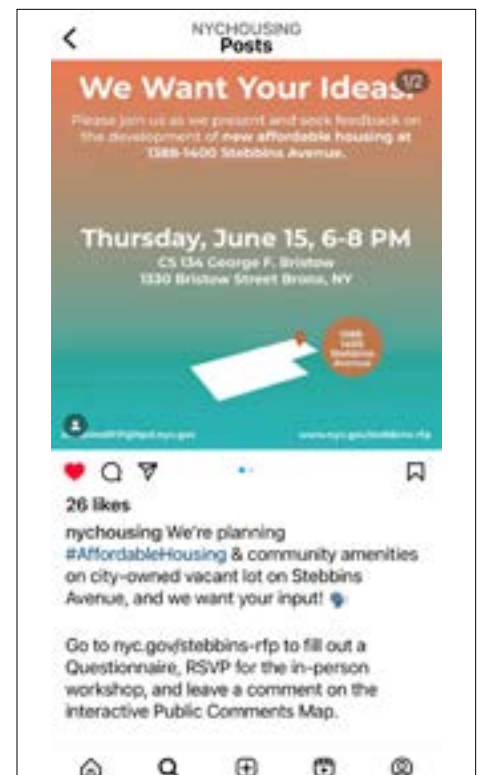 NYCHOUSING
Posts
1/2
We Want Your Ideas!
Please join us as we present and seek feedback on
the development of new affordable housing at
1388-1400 Stebbins Avenue.
Thursday, June 15, 6-8 PM
CS 134 George F. Bristow
1330 Bristow Street Bronx, NY
1388-
1400
Stebbins
Avenue
www.nyc.gov/stebbins-rfp
26 likes
nychousing We're planning
#AffordableHousing & community amenities
on city-owned vacant lot on Stebbins
Avenue, and we want your input!
Go to nyc.gov/stebbins-rfp to fill out a
Questionnaire, RSVP for the in-person
workshop, and leave a comment on the
interactive Public Comments Map.